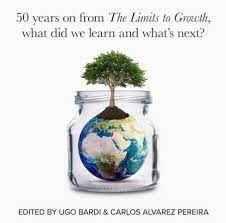 50 years on from The Limits to Growth,
what did we learn and what's next?
EDITED BY UGO BARDI & CARLOS ALVAREZ PEREIRA